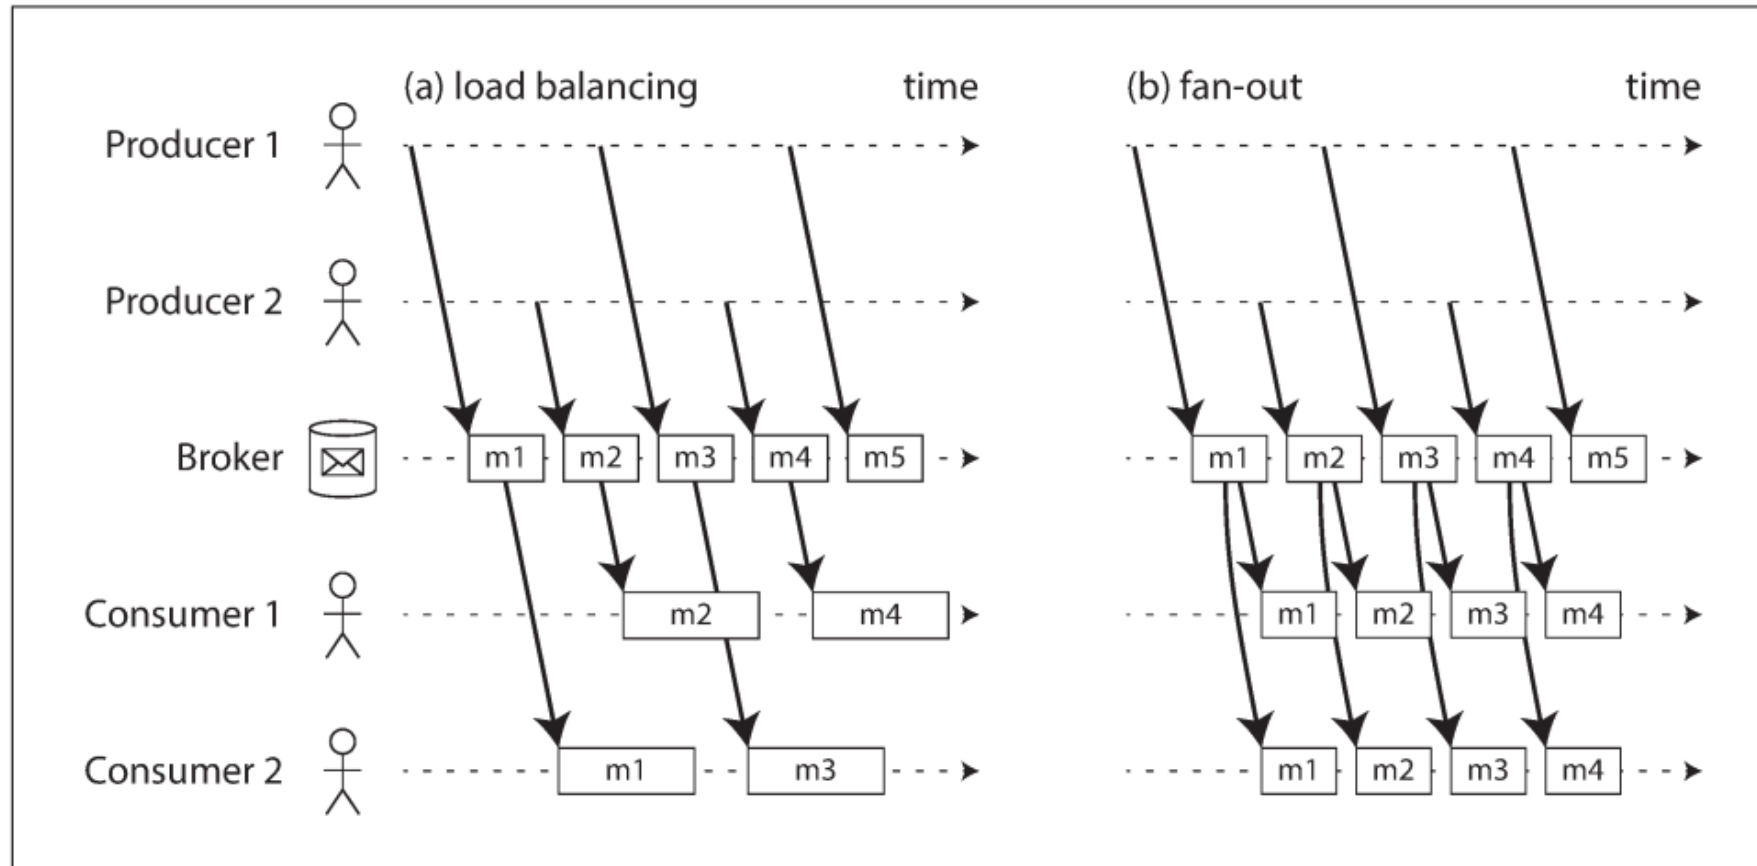 (a) load balancing time (b) fan-out time
Producer 1
Producer 2
Broker m1 m2 m3 m4 m5 m1 m2 m3 m4 m5
Consumer 1 m2 m4 m1 m2 m3 m4
Consumer 2 m1 m3 m1 m2 m3 m4